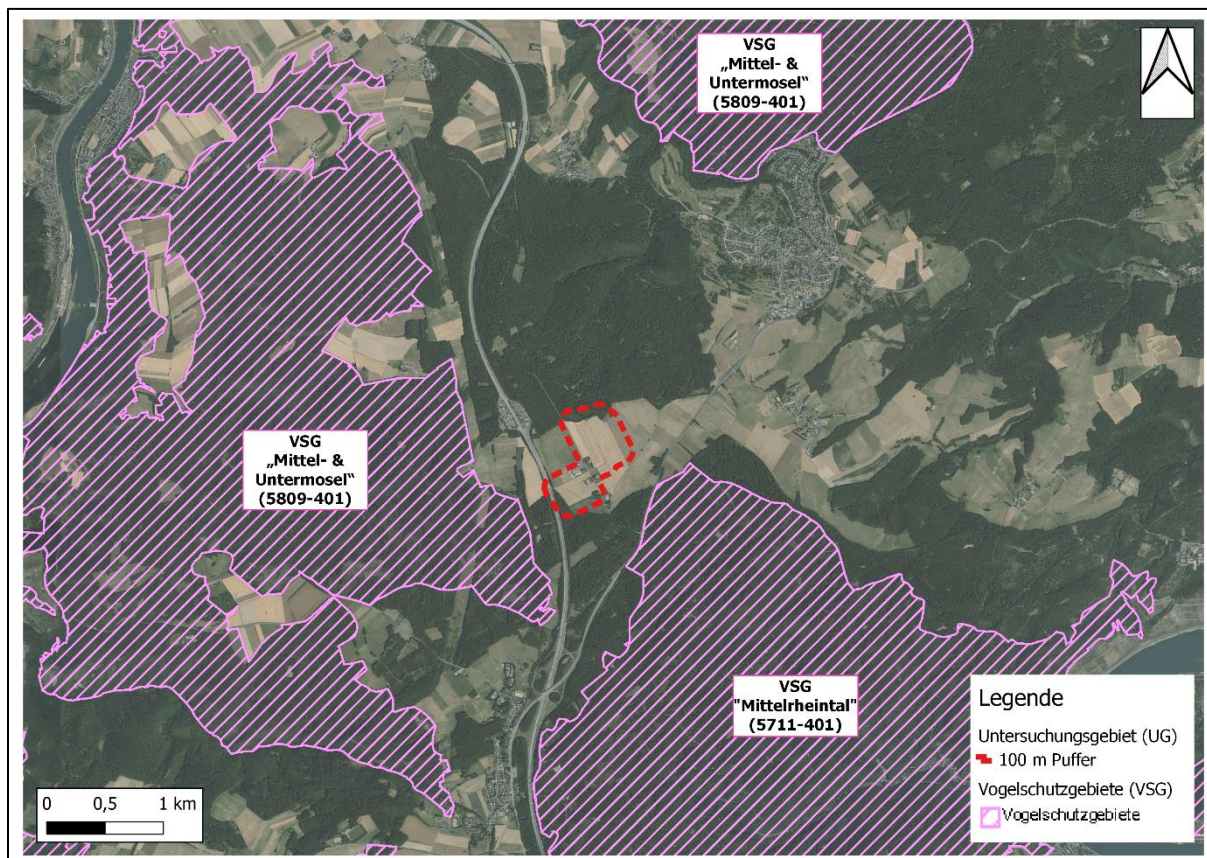 VSG
„Mittel- &
Untermosel“
(5809-401)
VSG
„Mittel- &
Untermosel“
(5809-401)
VSG
"Mittelrheintal"
(5711-401)
Legende
Untersuchungsgebiet (UG)
100 m Puffer
Vogelschutzgebiete (VSG)
Vogelschutzgebiete
0 0,5 1 km